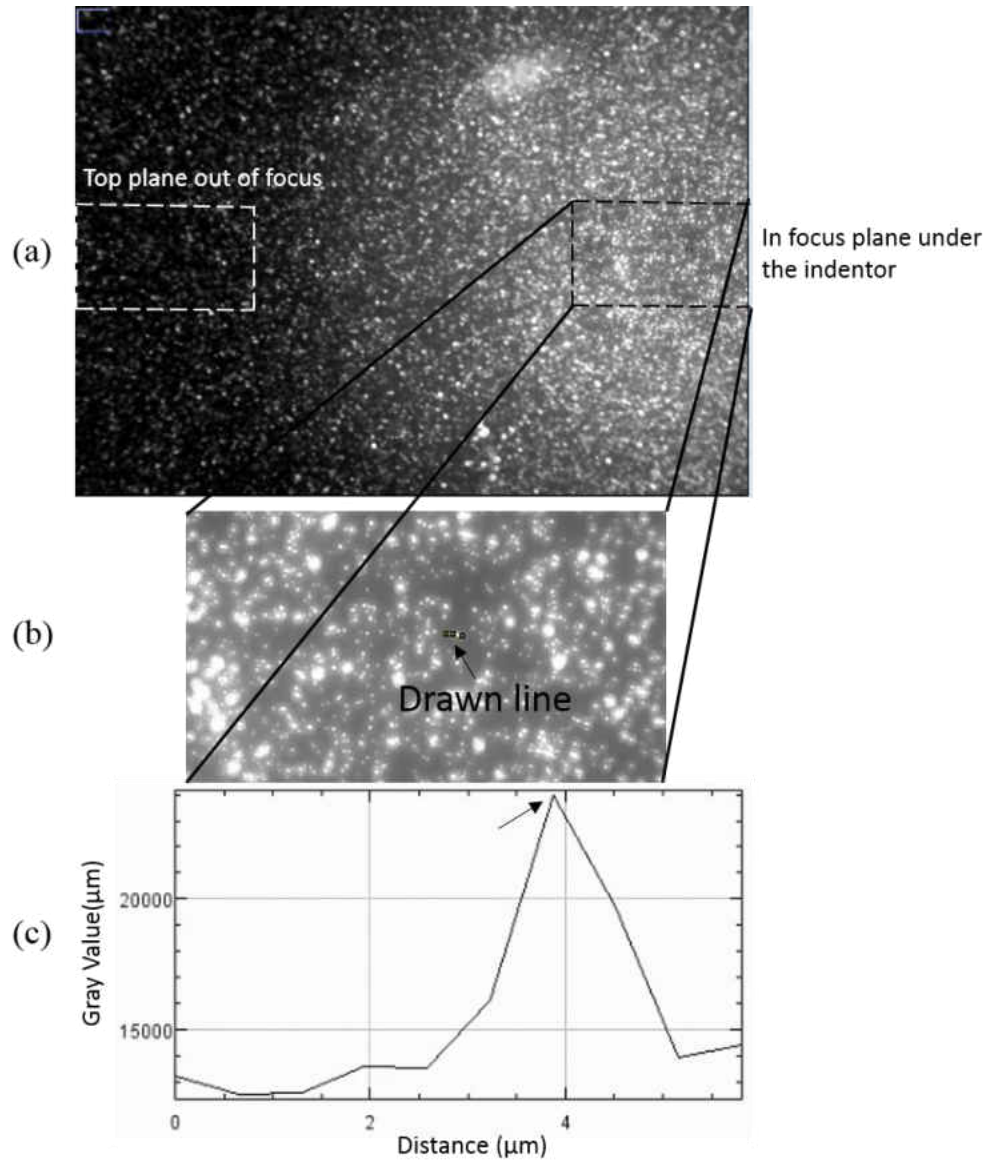 (a)
Top plane out of focus
In focus plane under
the indentor
(b)
Drawn line
(c)
Gray Value(μm)
20000
15000
0
2
4
Distance (μm)